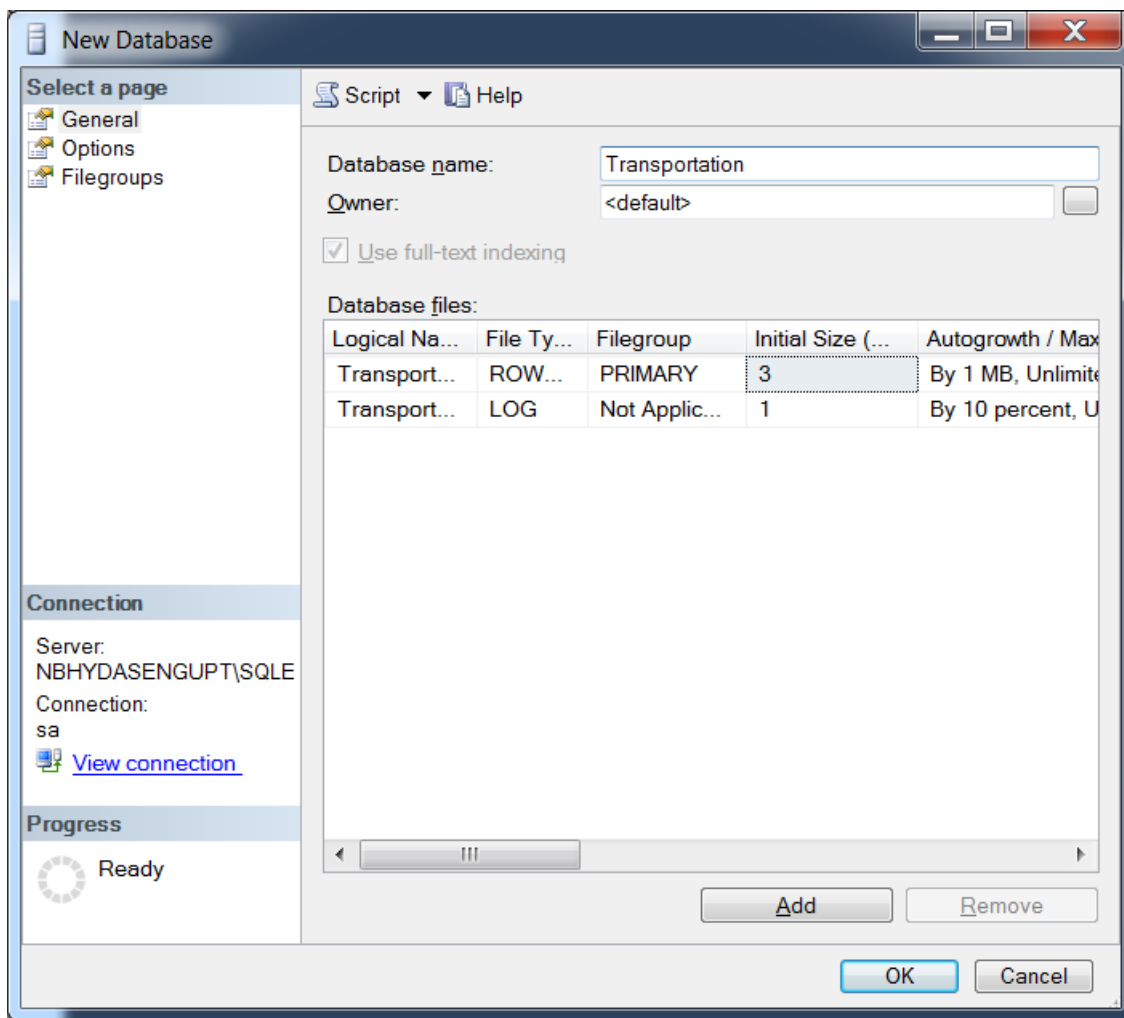 New Database
Select a page
General
Options
Filegroups
Script
Help
Database name:
Transportation
Owner:
<default>
Use full-text indexing
Database files:
Logical Na... File Ty... Filegroup Initial Size (... Autogrowth / Max
Transport... ROW... PRIMARY 3 By 1 MB, Unlimite
Transport... LOG Not Applic... 1 By 10 percent, U
Connection
Server:
NBHYDASENGUPT\SQLE
Connection:
sa
View connection
Progress
Ready
Add
Remove
OK
Cancel